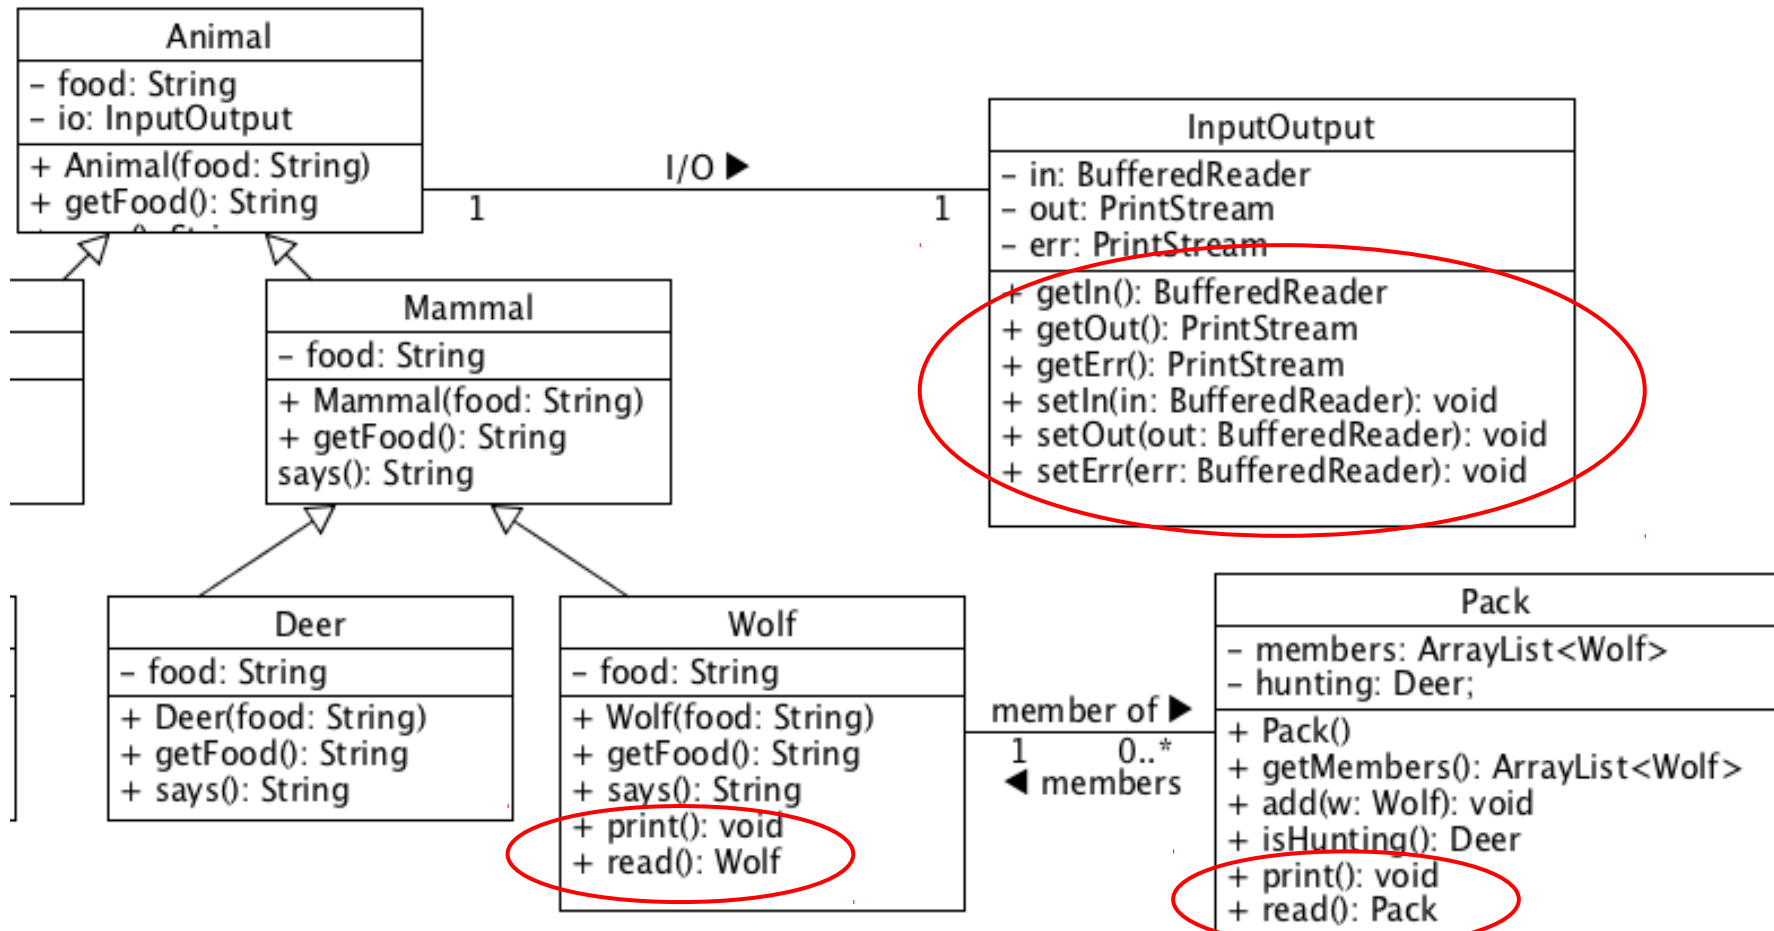 Animal
– food: String
– io: InputOutput
+ Animal(food: String)
+ getFood(): String
I/O ▶
1
1
InputOutput
– in: BufferedReader
– out: PrintStream
– err: PrintStream
+ getIn(): BufferedReader
+ getOut(): PrintStream
+ getErr(): PrintStream
+ setIn(in: BufferedReader): void
+ setOut(out: BufferedReader): void
+ setErr(err: BufferedReader): void
Mammal
– food: String
+ Mammal(food: String)
+ getFood(): String
says(): String
Deer
– food: String
+ Deer(food: String)
+ getFood(): String
+ says(): String
Wolf
– food: String
+ Wolf(food: String)
+ getFood(): String
+ says(): String
+ print(): void
+ read(): Wolf
member of ▶
1
0..*
◀ members
Pack
– members: ArrayList<Wolf>
– hunting: Deer;
+ Pack()
+ getMembers(): ArrayList<Wolf>
+ add(w: Wolf): void
+ isHunting(): Deer
+ print(): void
+ read(): Pack